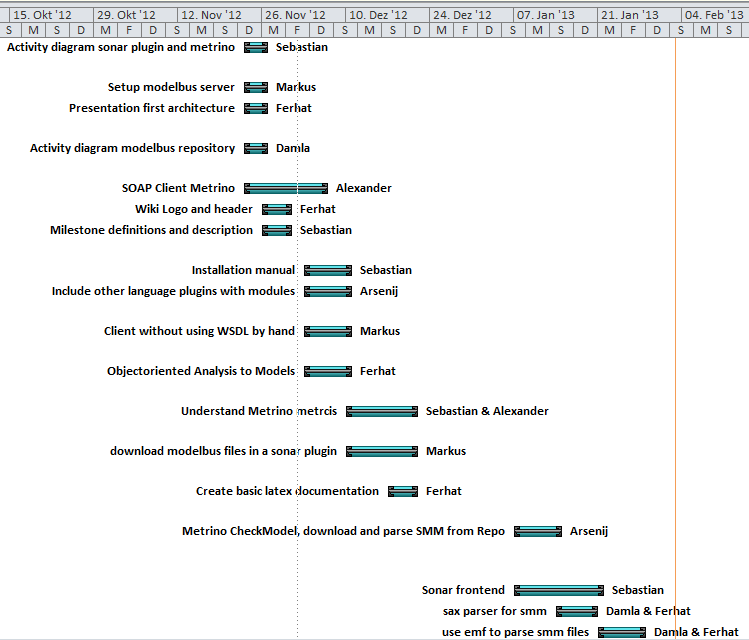 15. Okt '12 29. Okt '12 12. Nov '12 26. Nov '12 10. Dez '12 24. Dez '12 07. Jan '13 21. Jan '13 04. Feb '13
S M S D M F D S M S D M F D S M S D M F D S M S D M F D S M S
Activity diagram sonar plugin and metrino Sebastian
Setup modelbus server Markus
Presentation first architecture Ferhat
Activity diagram modelbus repository Damla
SOAP Client Metrino Alexander
Wiki Logo and header Ferhat
Milestone definitions and description Sebastian
Installation manual Sebastian
Include other language plugins with modules Arsenij
Client without using WSDL by hand Markus
Objectoriented Analysis to Models Ferhat
Understand Metrino metrcis Sebastian & Alexander
download modelbus files in a sonar plugin Markus
Create basic latex documentation Ferhat
Metrino CheckModel, download and parse SMM from Repo Arsenij
Sonar frontend Sebastian
sax parser for smm Damla & Ferhat
use emf to parse smm files Damla & Ferhat